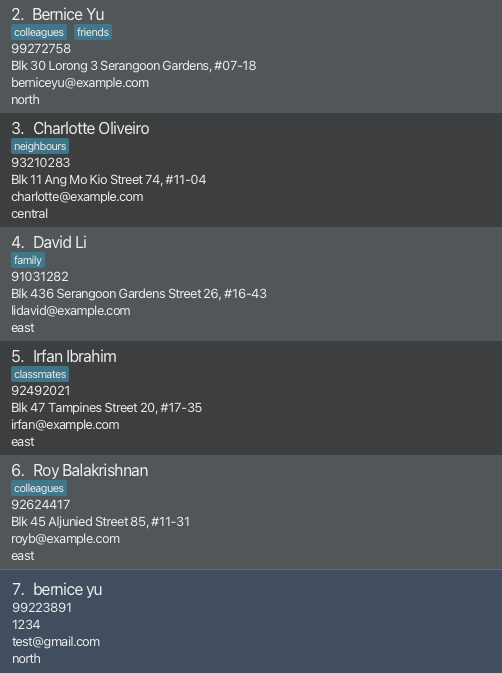 2. Bernice Yu
colleagues friends
99272758
Blk 30 Lorong 3 Serangoon Gardens, #07-18
berniceyu@example.com
north
3. Charlotte Oliveiro
neighbours
93210283
Blk 11 Ang Mo Kio Street 74, #11-04
charlotte@example.com
central
4. David Li
family
91031282
Blk 436 Serangoon Gardens Street 26, #16-43
lidavid@example.com
east
5. Irfan Ibrahim
classmates
92492021
Blk 47 Tampines Street 20, #17-35
irfan@example.com
east
6. Roy Balakrishnan
colleagues
92624417
Blk 45 Aljunied Street 85, #11-31
royb@example.com
east
7. bernice yu
99223891
1234
test@gmail.com
north